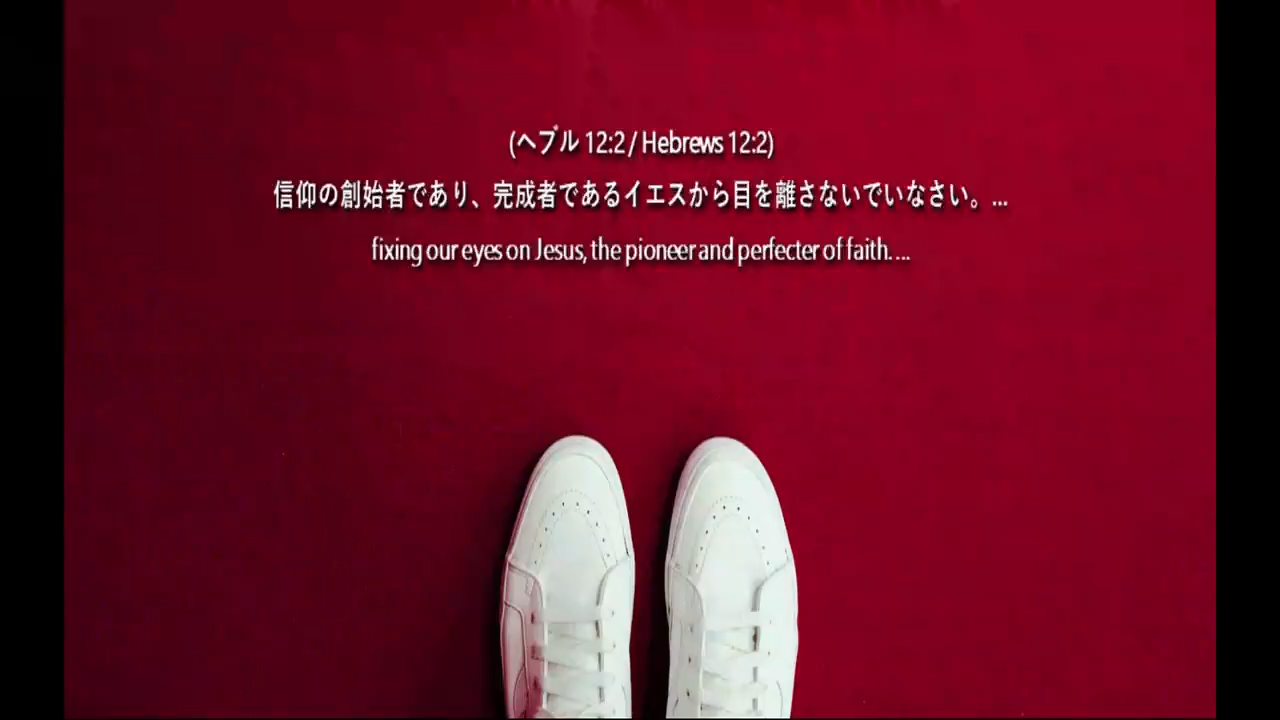 (ヘブル 12:2 / Hebrews 12:2)
信仰の創始者であり、完成者であるイエスから目を離さないでいなさい。...
fixing our eyes on Jesus, the pioneer and perfecter of faith. ...